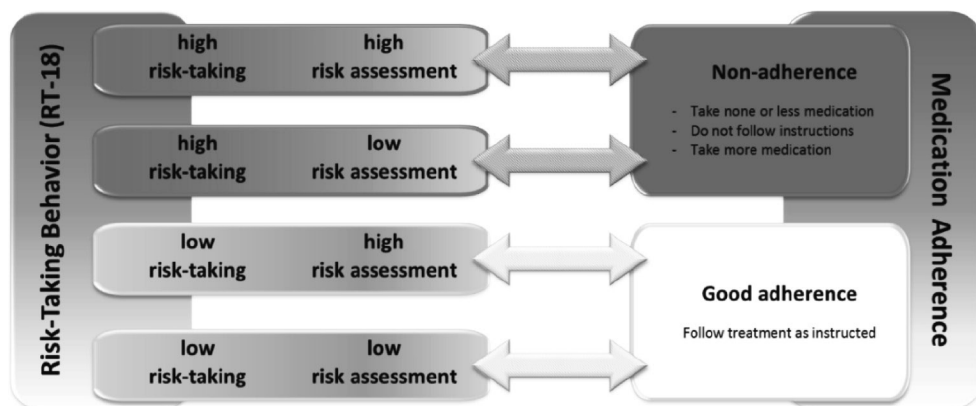 Risk-Taking Behavior (RT-18)
high
risk-taking
high
risk assessment
high
risk-taking
low
risk assessment
low
risk-taking
high
risk assessment
low
risk-taking
low
risk assessment
Non-adherence
- Take none or less medication
- Do not follow instructions
- Take more medication
Good adherence
Follow treatment as instructed
Medication Adherence